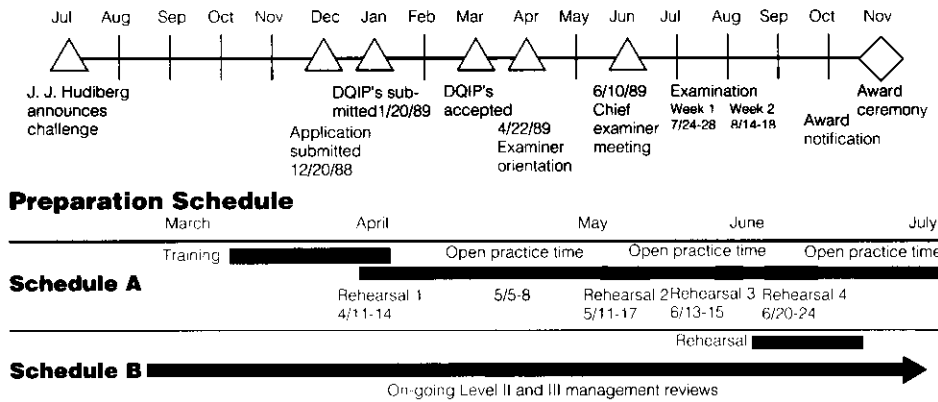 Jul Aug Sep Oct Nov Dec Jan Feb Mar Apr May Jun Jul Aug Sep Oct Nov
J. J. Hudiberg
announces
challenge
Application
submitted
12/20/88
DQIP's sub-
mitted1/20/89
DQIP's
accepted
4/22/89
Examiner
orientation
6/10/89
Chief
examiner
meeting
Examination
Week 1 Week 2
7/24-28 8/14-18
Award
notification
Award
ceremony
Preparation Schedule
March April May June July
Training Open practice time Open practice time Open practice time
Schedule A
Rehearsal 1 5/5-8 Rehearsal 2 Rehearsal 3 Rehearsal 4
4/11-14 5/11-17 6/13-15 6/20-24
Rehearsal
Schedule B
On-going Level II and III management reviews